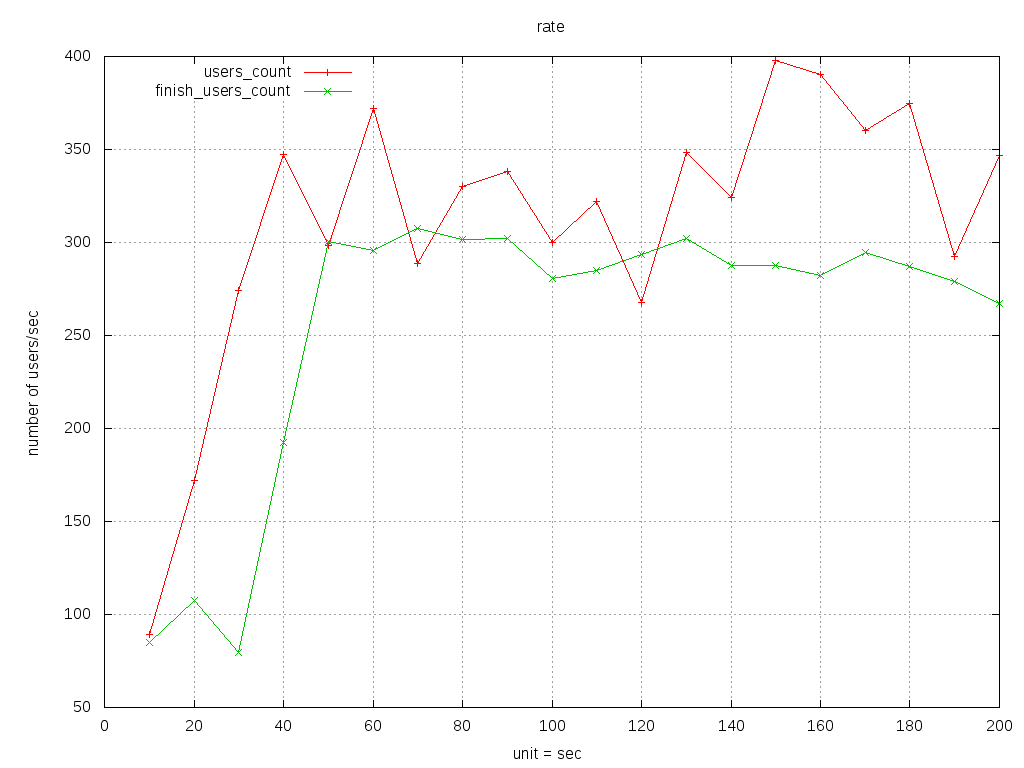 rate
400
users_count
finish_users_count
350
300
250
number of users/sec
200
150
100
50
0 20 40 60 80 100 120 140 160 180 200
unit = sec